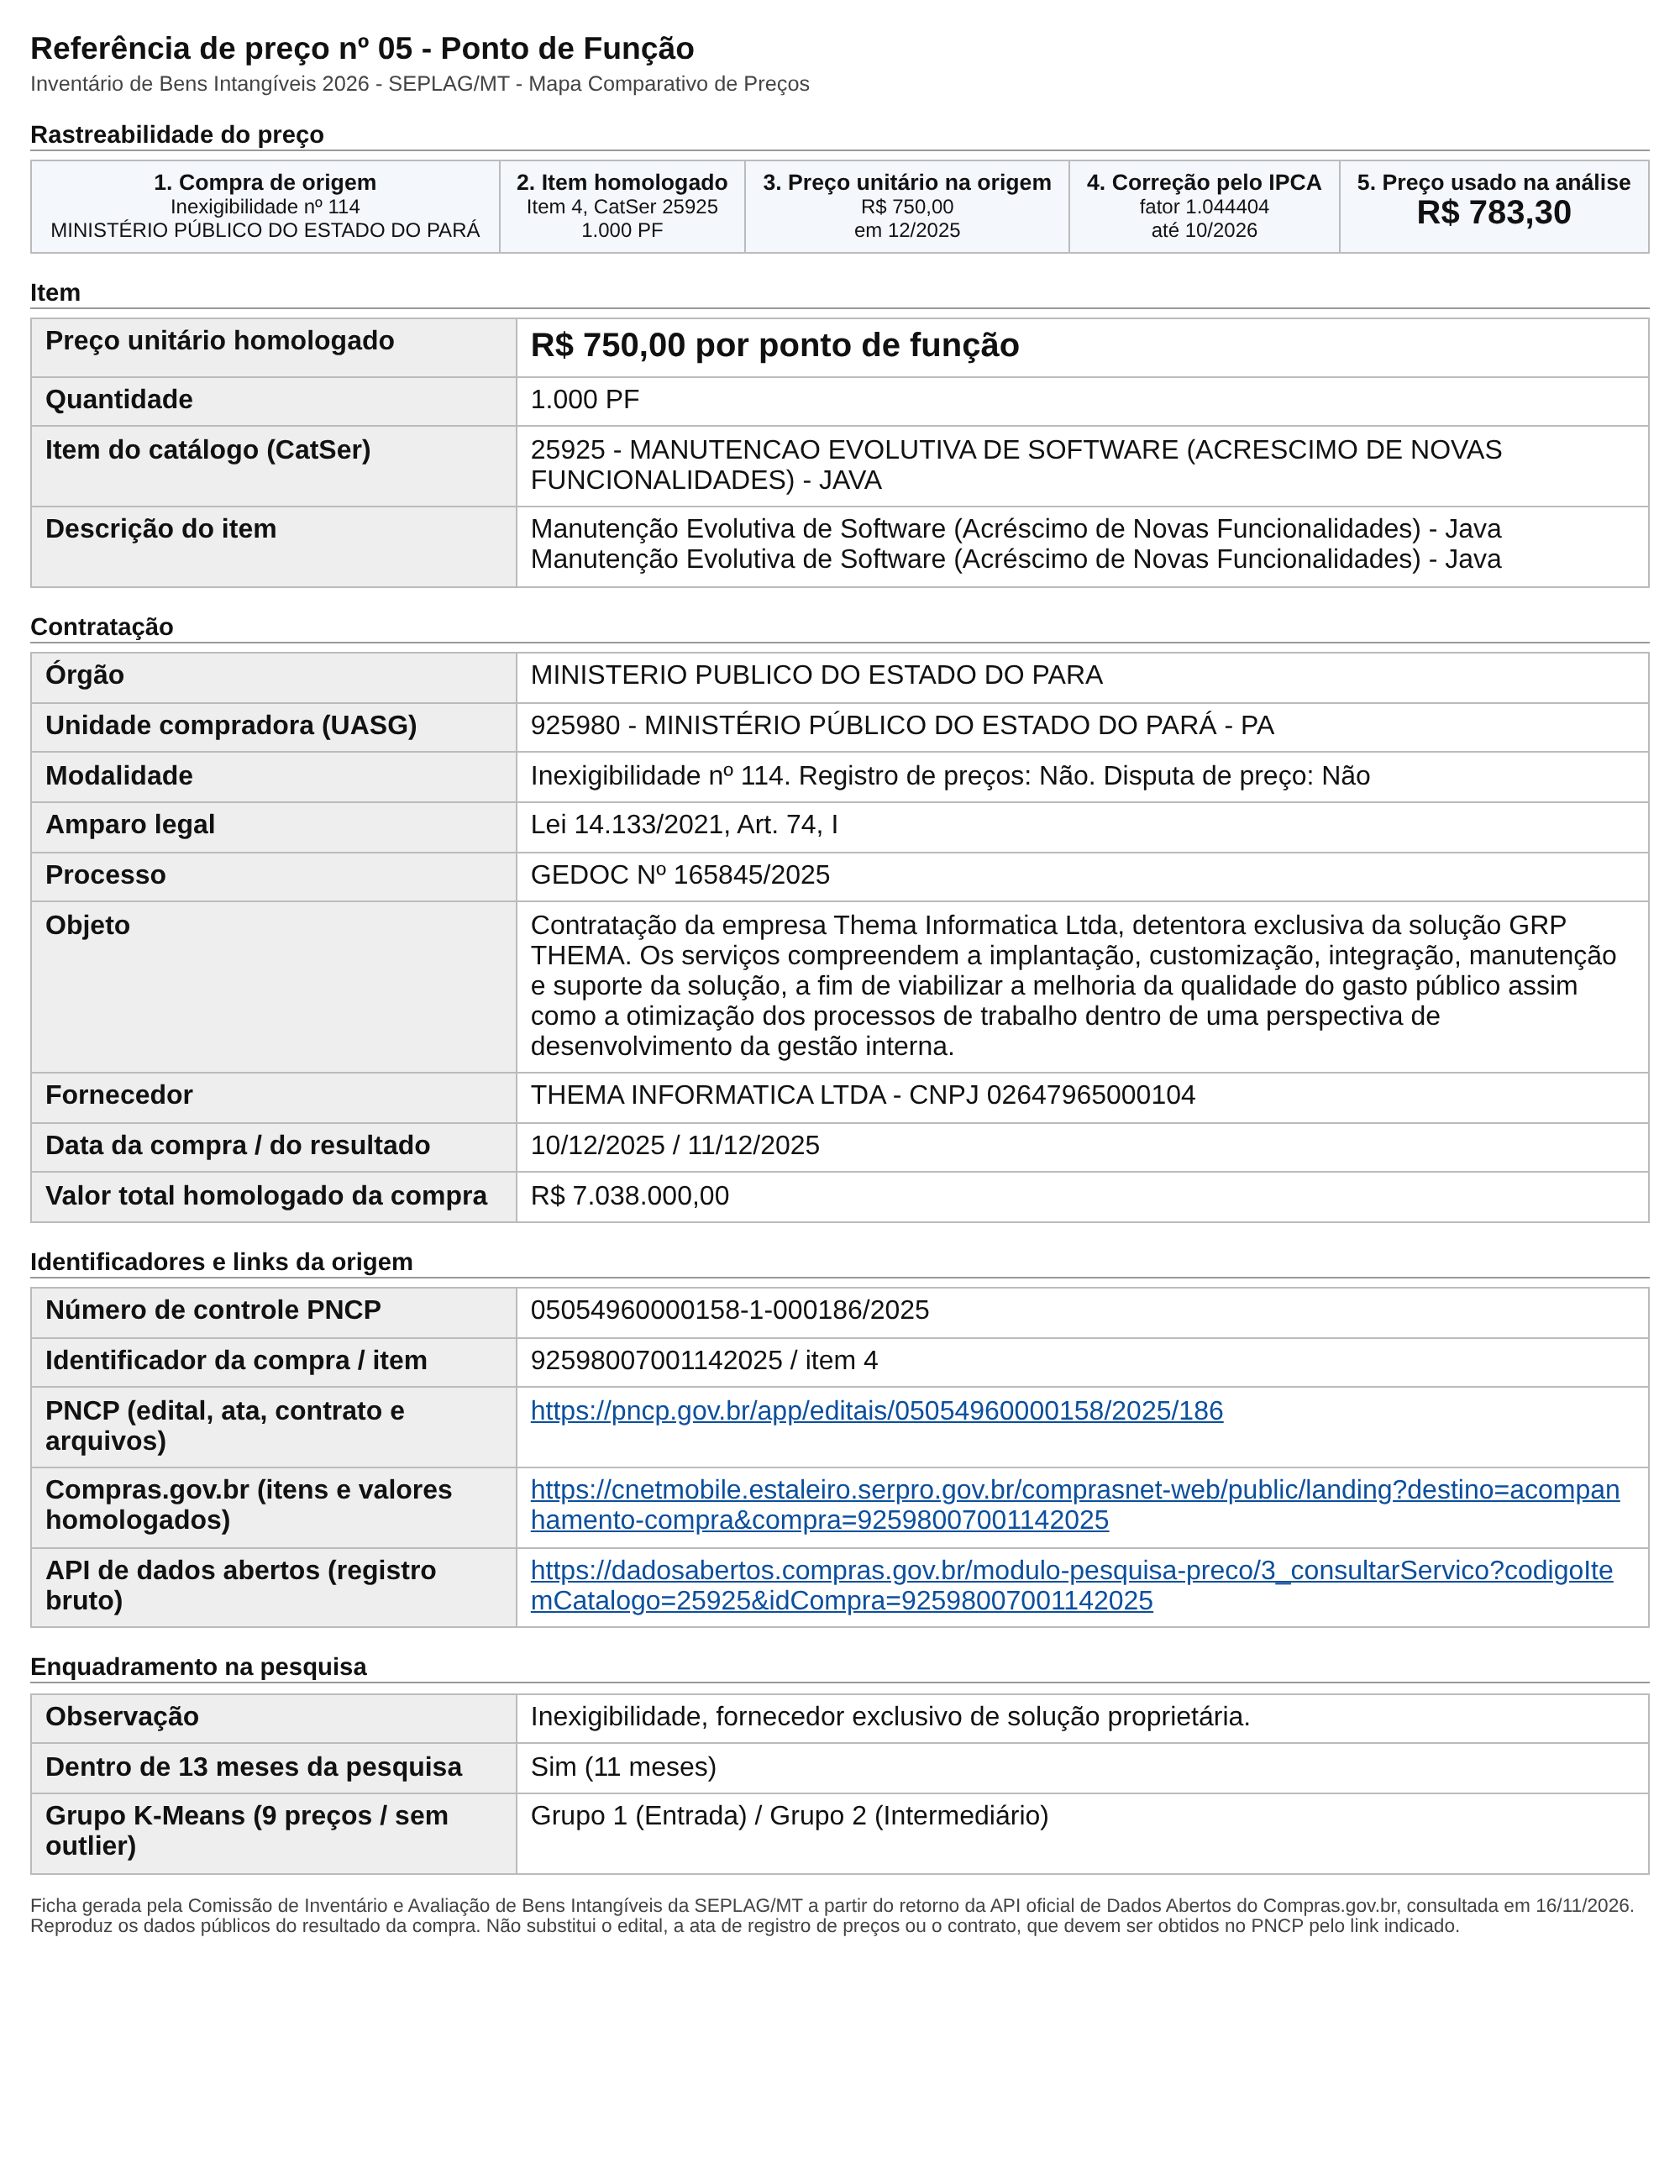 Referência de preço nº 05 - Ponto de Função
Inventário de Bens Intangíveis 2026 - SEPLAG/MT - Mapa Comparativo de Preços
Rastreabilidade do preço
1. Compra de origem
Inexigibilidade nº 114
MINISTÉRIO PÚBLICO DO ESTADO DO PARÁ
2. Item homologado
Item 4, CatSer 25925
1.000 PF
3. Preço unitário na origem
R$ 750,00
em 12/2025
4. Correção pelo IPCA
fator 1.044404
até 10/2026
5. Preço usado na análise
R$ 783,30
Item
Preço unitário homologado
R$ 750,00 por ponto de função
Quantidade
1.000 PF
Item do catálogo (CatSer)
25925 - MANUTENCAO EVOLUTIVA DE SOFTWARE (ACRESCIMO DE NOVAS
FUNCIONALIDADES) - JAVA
Descrição do item
Manutenção Evolutiva de Software (Acréscimo de Novas Funcionalidades) - Java
Manutenção Evolutiva de Software (Acréscimo de Novas Funcionalidades) - Java
Contratação
Órgão
MINISTERIO PUBLICO DO ESTADO DO PARA
Unidade compradora (UASG)
925980 - MINISTÉRIO PÚBLICO DO ESTADO DO PARÁ - PA
Modalidade
Inexigibilidade nº 114. Registro de preços: Não. Disputa de preço: Não
Amparo legal
Lei 14.133/2021, Art. 74, I
Processo
GEDOC Nº 165845/2025
Objeto
Contratação da empresa Thema Informatica Ltda, detentora exclusiva da solução GRP
THEMA. Os serviços compreendem a implantação, customização, integração, manutenção
e suporte da solução, a fim de viabilizar a melhoria da qualidade do gasto público assim
como a otimização dos processos de trabalho dentro de uma perspectiva de
desenvolvimento da gestão interna.
Fornecedor
THEMA INFORMATICA LTDA - CNPJ 02647965000104
Data da compra / do resultado
10/12/2025 / 11/12/2025
Valor total homologado da compra
R$ 7.038.000,00
Identificadores e links da origem
Número de controle PNCP
05054960000158-1-000186/2025
Identificador da compra / item
92598007001142025 / item 4
PNCP (edital, ata, contrato e
arquivos)
https://pncp.gov.br/app/editais/05054960000158/2025/186
Compras.gov.br (itens e valores
homologados)
https://cnetmobile.estaleiro.serpro.gov.br/comprasnet-web/public/landing?destino=acompan
hamento-compra&compra=92598007001142025
API de dados abertos (registro
bruto)
https://dadosabertos.compras.gov.br/modulo-pesquisa-preco/3_consultarServico?codigoIte
mCatalogo=25925&idCompra=92598007001142025
Enquadramento na pesquisa
Observação
Inexigibilidade, fornecedor exclusivo de solução proprietária.
Dentro de 13 meses da pesquisa
Sim (11 meses)
Grupo K-Means (9 preços / sem
outlier)
Grupo 1 (Entrada) / Grupo 2 (Intermediário)
Ficha gerada pela Comissão de Inventário e Avaliação de Bens Intangíveis da SEPLAG/MT a partir do retorno da API oficial de Dados Abertos do Compras.gov.br, consultada em 16/11/2026.
Reproduz os dados públicos do resultado da compra. Não substitui o edital, a ata de registro de preços ou o contrato, que devem ser obtidos no PNCP pelo link indicado.